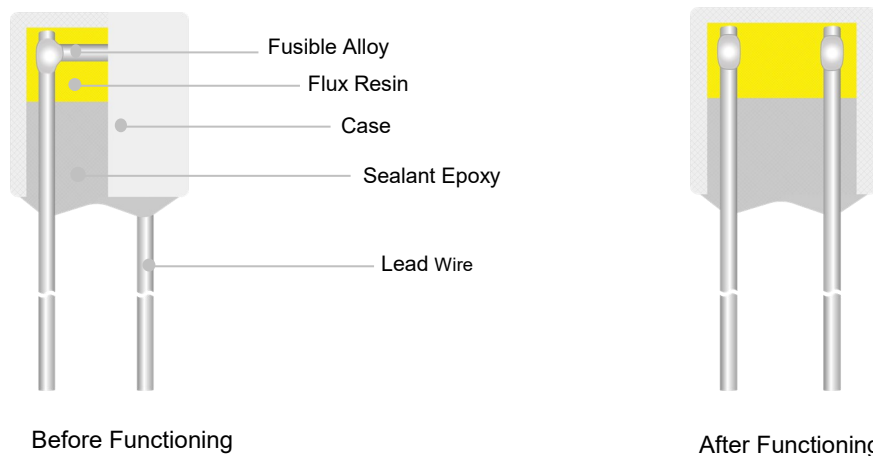 Fusible Alloy
Flux Resin
Case
Sealant Epoxy
Lead Wire
Before Functioning
After Functioning